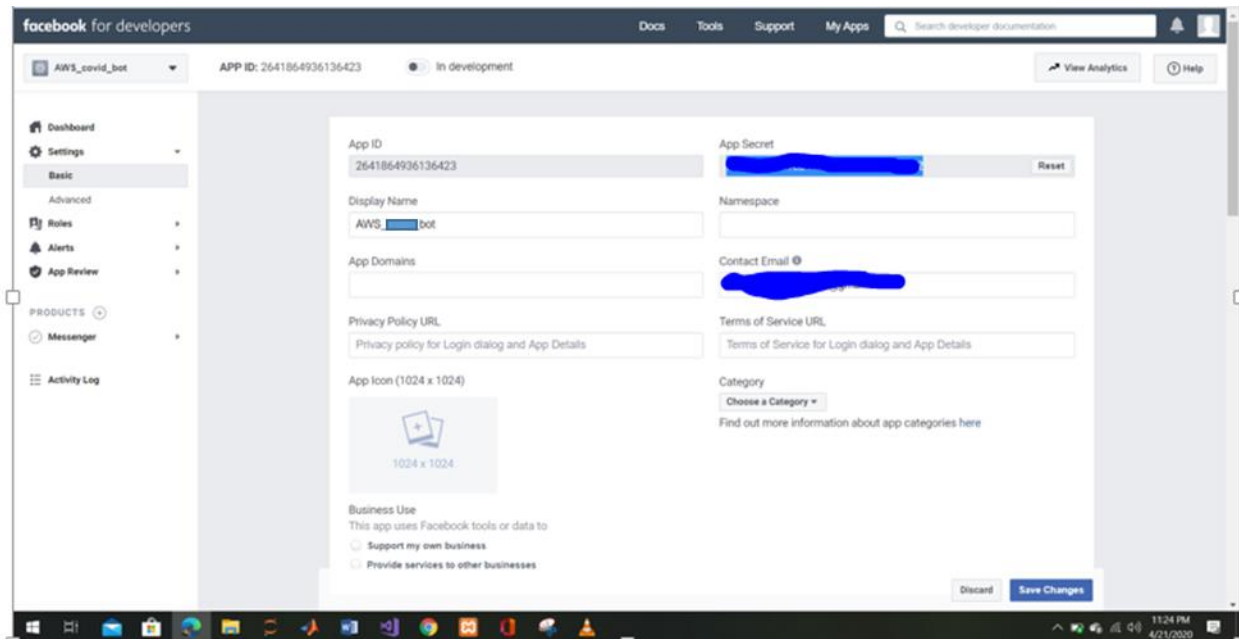 facebook for developers Docs Tools Support My Apps Search developer documentation
AWS_covid_bot APP ID: 2641864936136423 In development View Analytics Help
Dashboard
Settings
Basic
Advanced
Roles
Alerts
App Review
PRODUCTS
Messenger
Activity Log
App ID App Secret
2641864936136423 Reset
Display Name Namespace
AWS_ bot
App Domains Contact Email
Privacy Policy URL Terms of Service URL
Privacy policy for Login dialog and App Details Terms of Service for Login dialog and App Details
App Icon (1024 x 1024) Category
Choose a Category
Find out more information about app categories here
1024 x 1024
Business Use
This app uses Facebook tools or data to
Support my own business
Provide services to other businesses
Discard Save Changes
11:24 PM
4/21/2020